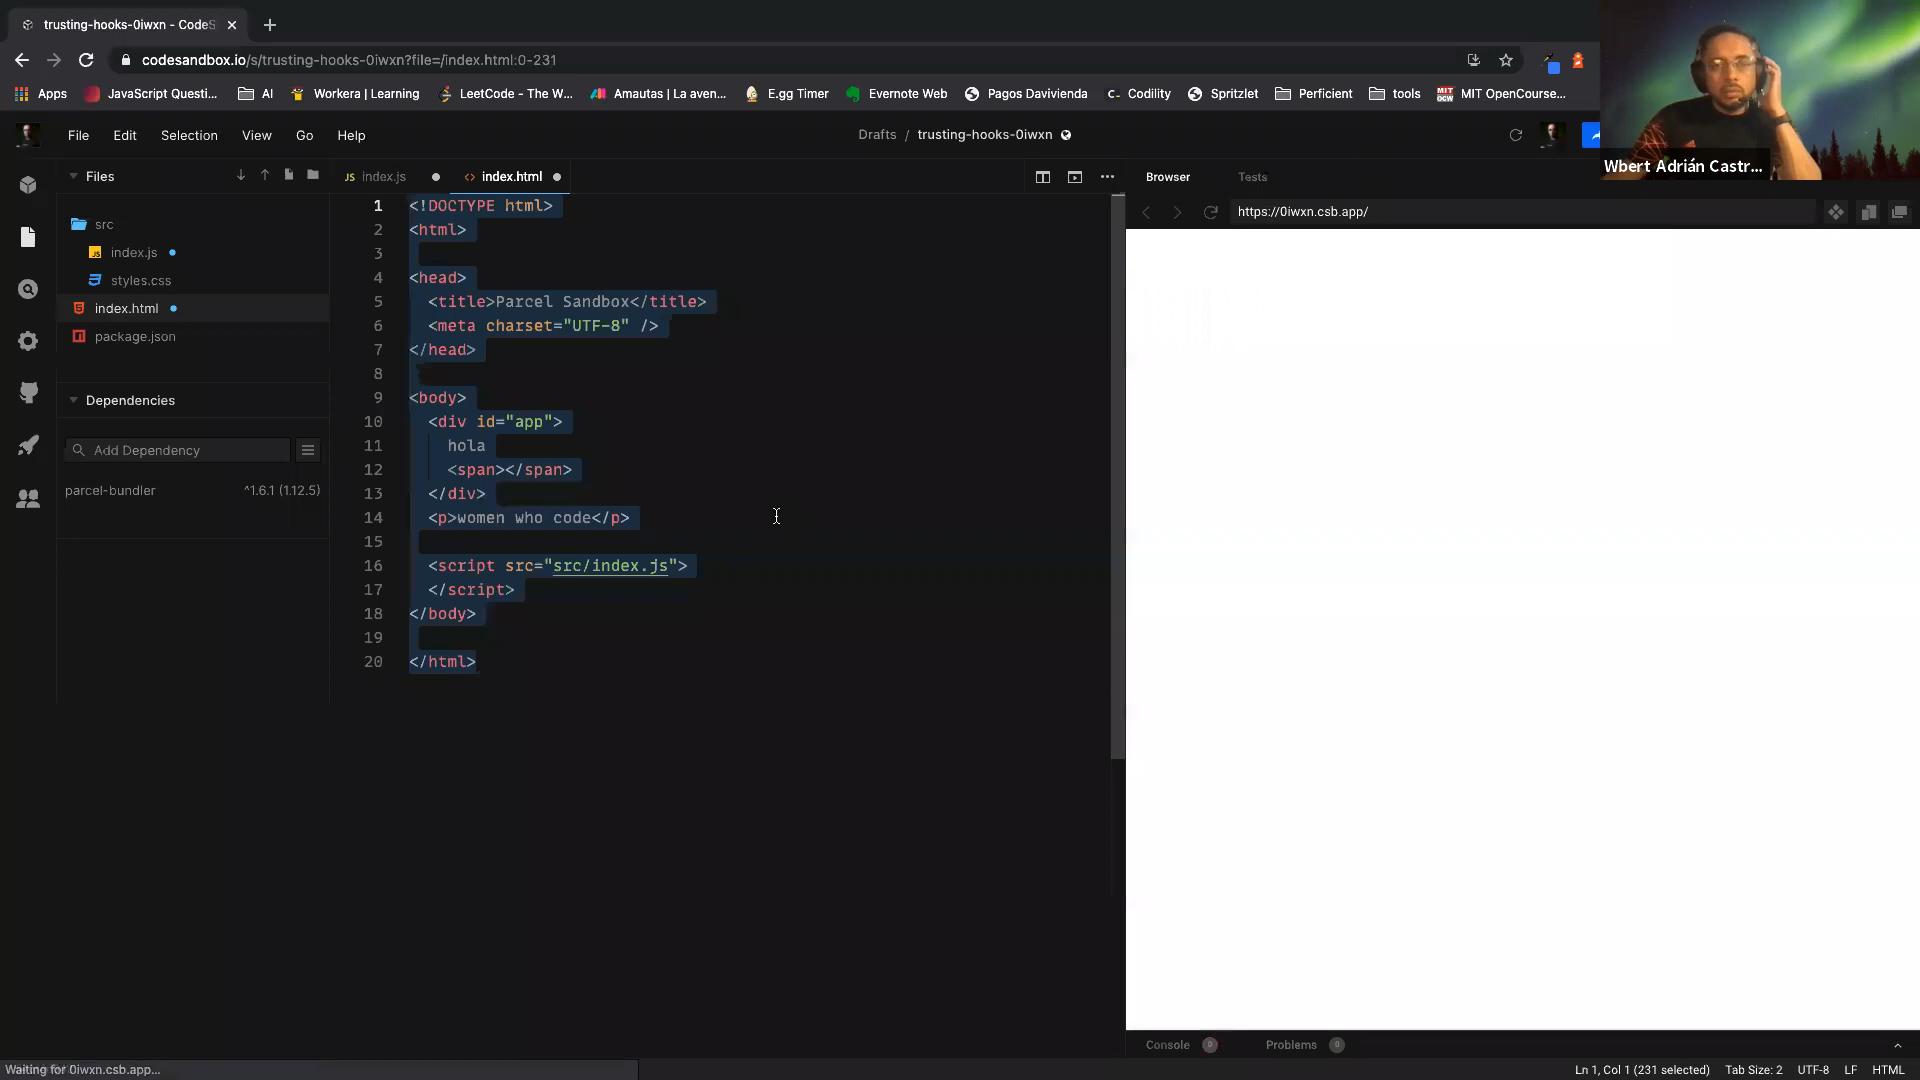 trusting-hooks-0iwxn - CodeS
codesandbox.io/s/trusting-hooks-0iwxn?file=/index.html:0-231
Apps JavaScript Questi... AI Workera | Learning LeetCode - The W... Amautas | La aven... E.gg Timer Evernote Web Pagos Davivienda Codility Spritzlet Perficient tools MIT OpenCourse...
File Edit Selection View Go Help
Drafts / trusting-hooks-0iwxn
Wbert Adrián Castr...
Files
src
JS index.js
styles.css
index.html
package.json
Dependencies
Add Dependency
parcel-bundler ^1.6.1 (1.12.5)
JS index.js <> index.html
1 <!DOCTYPE html>
2 <html>
3
4 <head>
5 <title>Parcel Sandbox</title>
6 <meta charset="UTF-8" />
7 </head>
8
9 <body>
10 <div id="app">
11 hola
12 <span></span>
13 </div>
14 <p>women who code</p>
15
16 <script src="src/index.js">
17 </script>
18 </body>
19
20 </html>
Browser Tests
https://0iwxn.csb.app/
Console 0 Problems 0
Waiting for 0iwxn.csb.app...
Ln 1, Col 1 (231 selected) Tab Size: 2 UTF-8 LF HTML